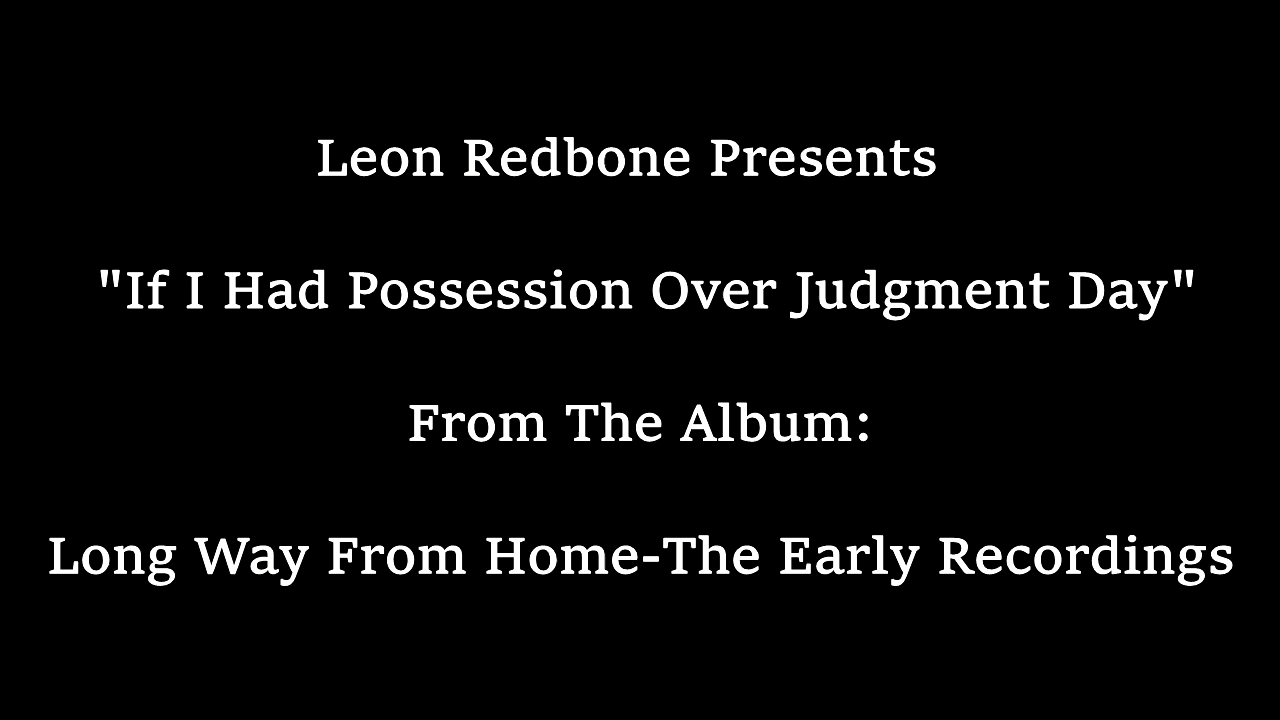 Leon Redbone Presents
"If I Had Possession Over Judgment Day"
From The Album:
Long Way From Home-The Early Recordings